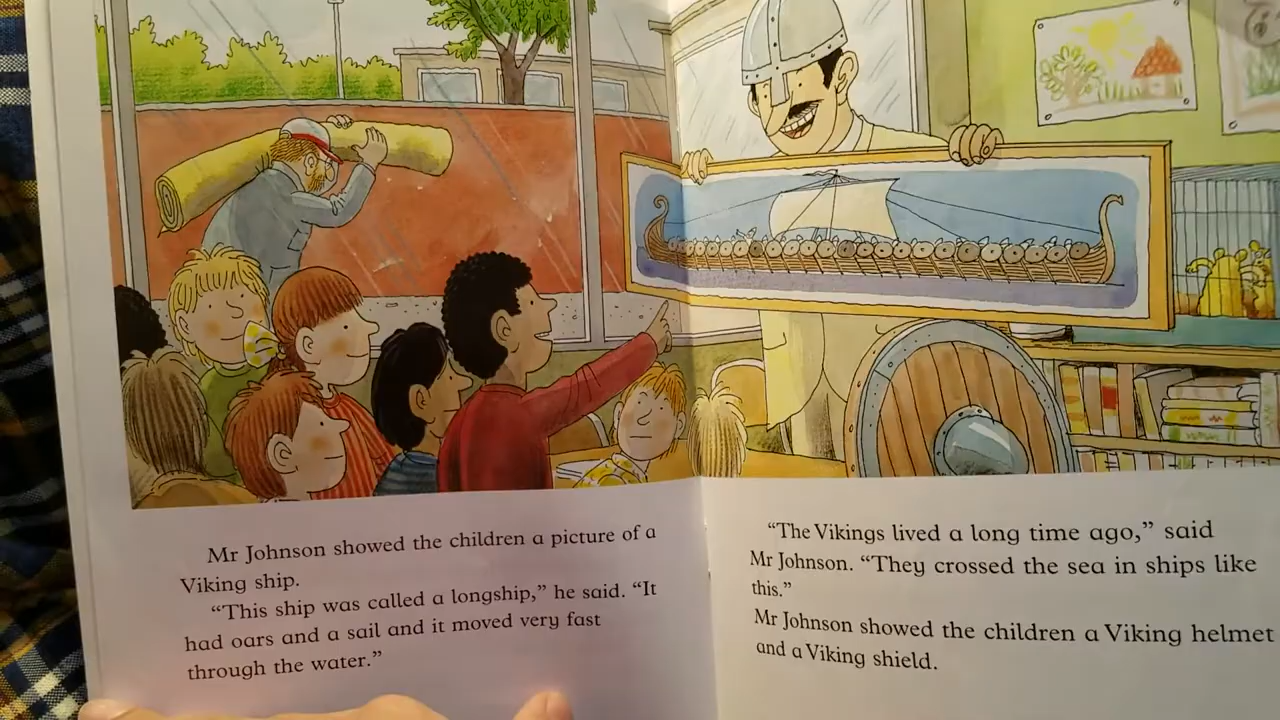 Mr Johnson showed the children a picture of a
Viking ship.
“This ship was called a longship,” he said. “It
had oars and a sail and it moved very fast
through the water.”
“The Vikings lived a long time ago,” said
Mr Johnson. “They crossed the sea in ships like
this.”
Mr Johnson showed the children a Viking helmet
and a Viking shield.